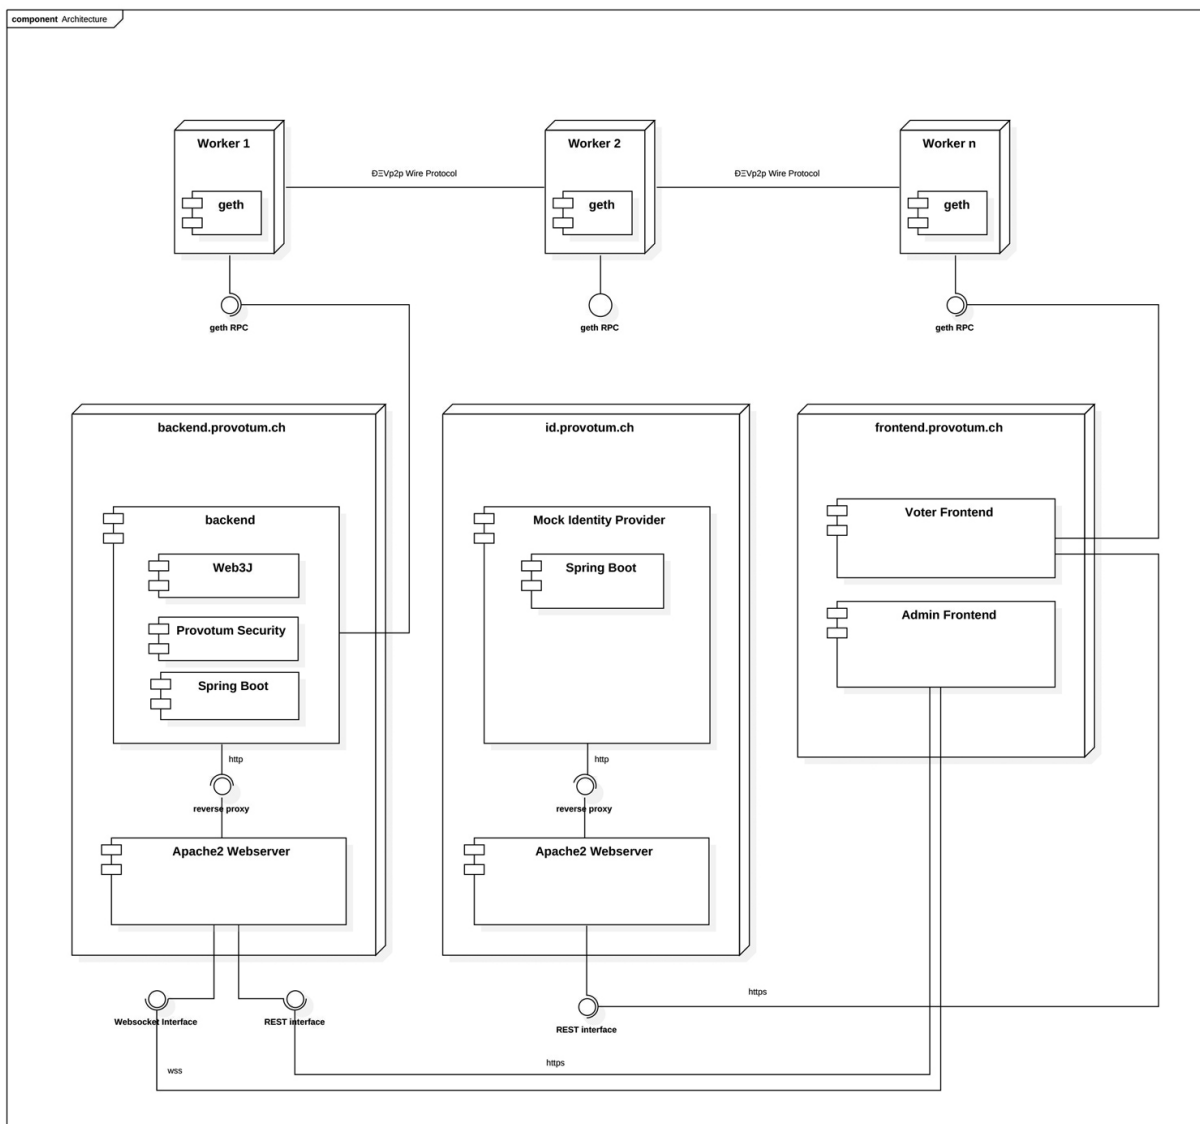 component Architecture
Worker 1
Worker 2
Worker n
ÐΞVp2p Wire Protocol
ÐΞVp2p Wire Protocol
geth
geth
geth
geth RPC
geth RPC
geth RPC
backend.provotum.ch
id.provotum.ch
frontend.provotum.ch
backend
Web3J
Provotum Security
Spring Boot
http
reverse proxy
Apache2 Webserver
Mock Identity Provider
Spring Boot
http
reverse proxy
Apache2 Webserver
Voter Frontend
Admin Frontend
Websocket Interface
REST interface
REST interface
https
https
wss